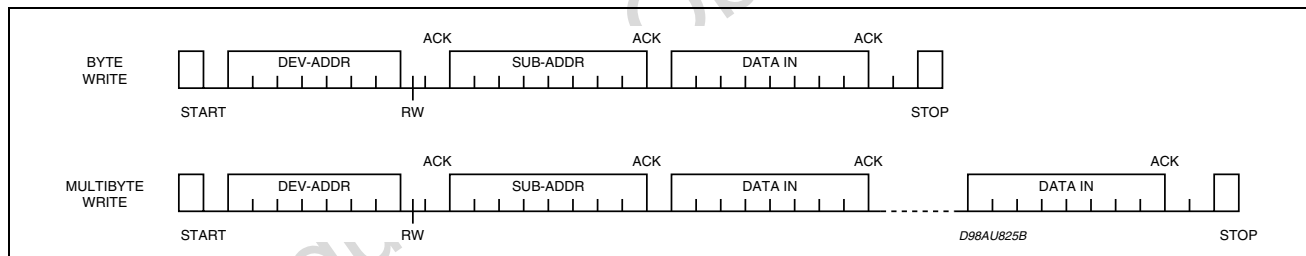 ACK ACK ACK
BYTE WRITE DEV-ADDR SUB-ADDR DATA IN
START RW STOP
ACK ACK ACK ACK
MULTIBYTE WRITE DEV-ADDR SUB-ADDR DATA IN DATA IN
START RW D98AU825B STOP